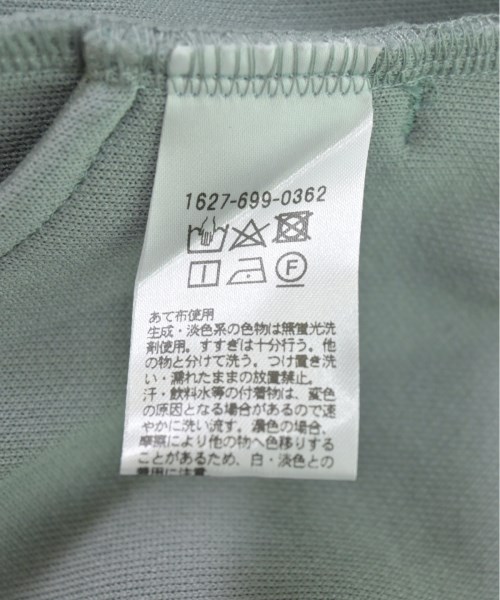 1627-699-0362
F
あて布使用
生成・淡色系の色物は無蛍光洗
剤使用。すすぎは十分行う。他
の物と分けて洗う。つけ置き洗
い・濡れたままの放置禁止。
汗・飲料水等の付着物は、変色
の原因となる場合があるので速
やかに洗い流す。濃色の場合、
摩擦により他の物へ色移りする
ことがあるため、白・淡色との
着用に注意